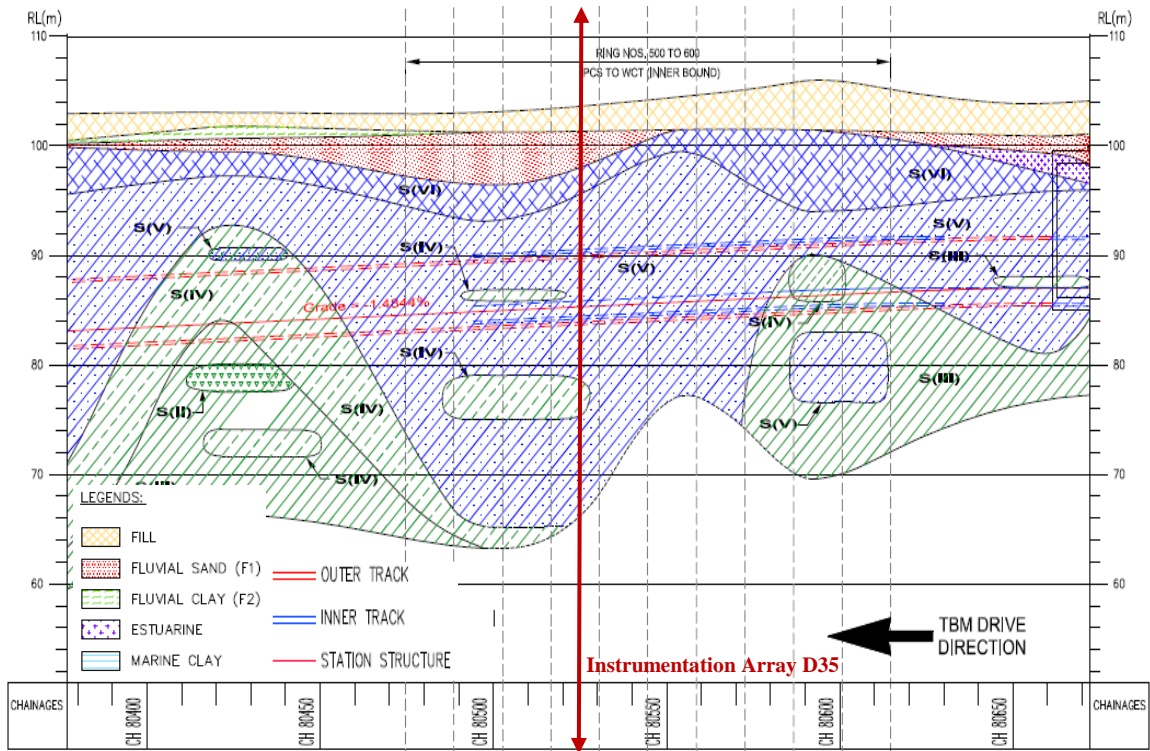 RL(m)
RL(m)
110
110
RING NOS, 500 TO 600
PCS TO WCT (INNER BOUND)
100
100
S(VI)
S(VI)
S(V)
S(IV)
S(V)
S(V)
S(III)
90
90
S(IV)
Grade = -1.4844%
S(IV)
S(IV)
80
80
S(III)
S(II)
S(IV)
S(V)
S(IV)
70
70
LEGENDS:
FILL
FLUVIAL SAND (F1)
FLUVIAL CLAY (F2)
ESTUARINE
MARINE CLAY
OUTER TRACK
INNER TRACK
STATION STRUCTURE
60
60
TBM DRIVE
DIRECTION
Instrumentation Array D35
CHAINAGES
CH 80400
CH 80450
CH 80500
CH 80550
CH 80600
CH 80650
CHAINAGES